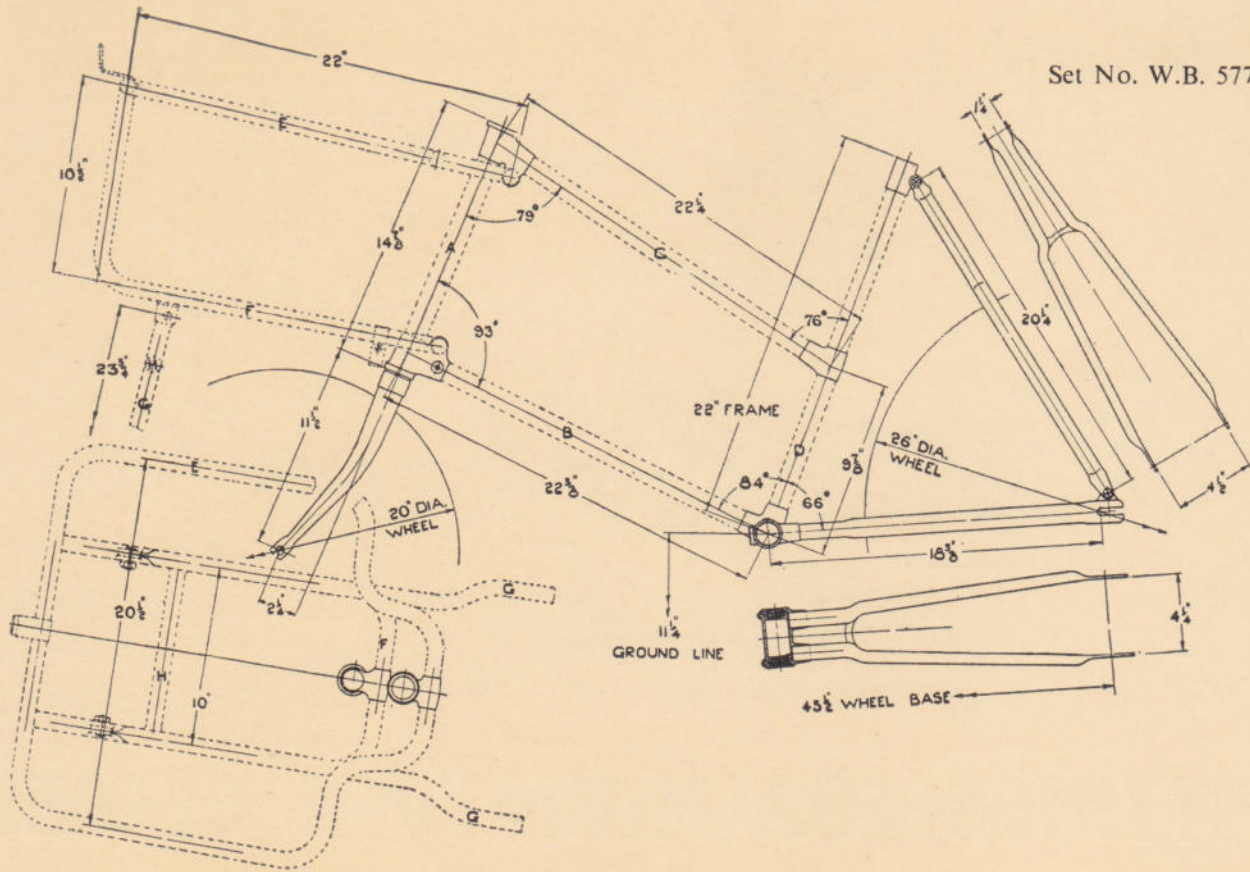 Set No. W.B. 577
22"
1¼"
E
10½"
22¼"
79°
14⅞"
A
C
20¼"
F
93°
76°
23¾"
H
G
22" FRAME
11½"
B
D
9⅞"
26" DIA.
WHEEL
4½"
E
22⅜"
84°
66°
20" DIA.
WHEEL
18⅜"
G
2¼"
20½"
11¼"
GROUND LINE
4¼"
F
H
10"
45½" WHEEL BASE
G